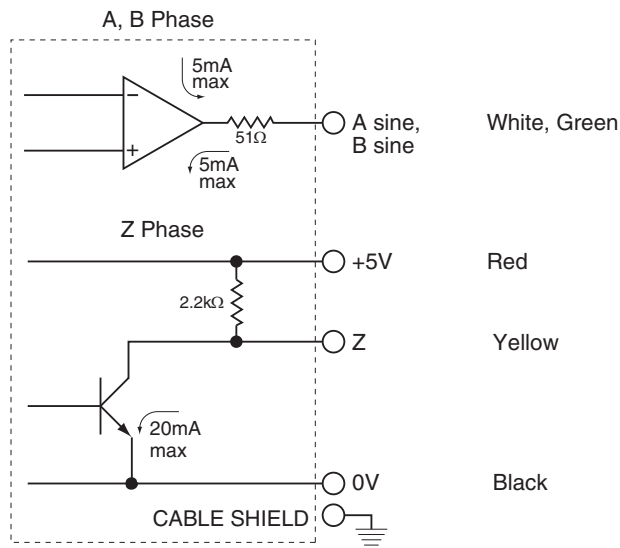 A, B Phase
5mA
max
−
+
51Ω
5mA
max
A sine,
B sine
White, Green
Z Phase
+5V
Red
2.2kΩ
Z
Yellow
20mA
max
0V
Black
CABLE SHIELD